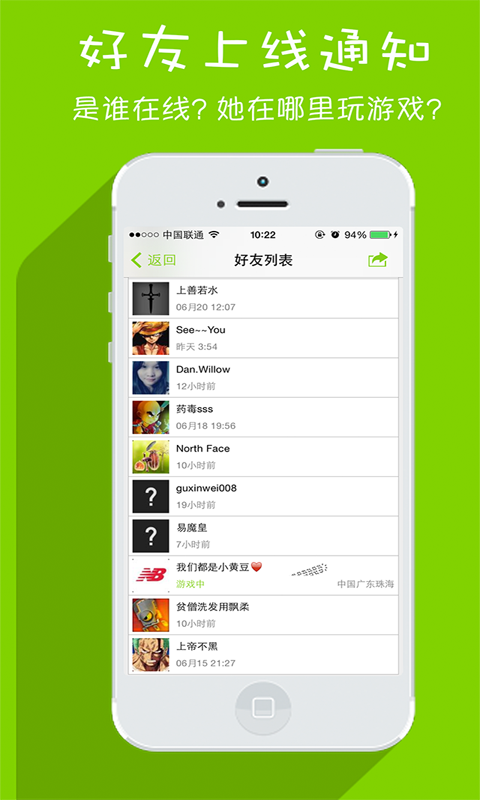 好友上线通知
是谁在线？她在哪里玩游戏？
中国联通 10:22 94%
返回 好友列表
上善若水
06月20 12:07
See~~You
昨天 3:54
Dan.Willow
12小时前
药毒sss
06月18 19:56
North Face
10小时前
guxinwei008
?
19小时前
易魔皇
?
7小时前
我们都是小黄豆❤️
NB
游戏中 中国广东珠海
贫僧洗发用飘柔
10小时前
上帝不黑
06月15 21:27